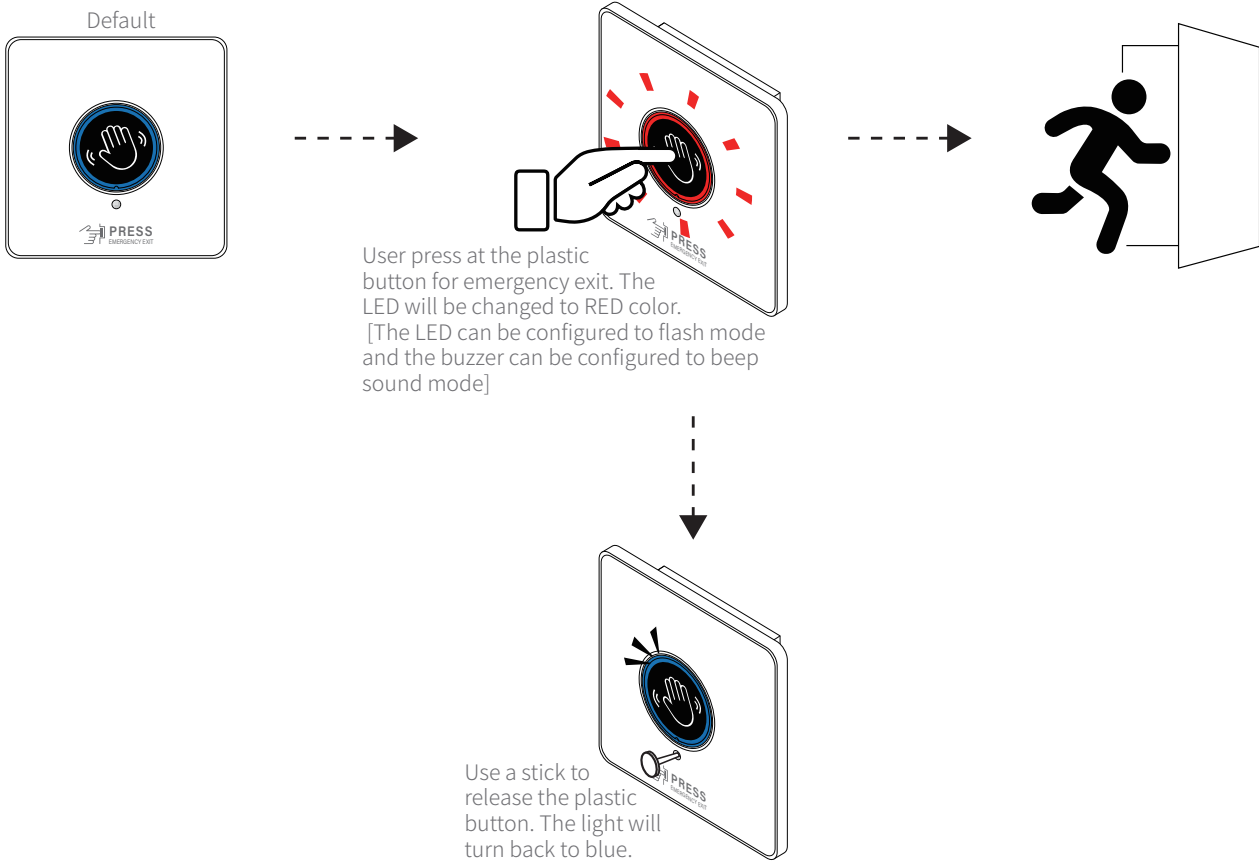 Default
PRESS
EMERGENCY EXIT
PRESS
EMERGENCY EXIT
User press at the plastic
button for emergency exit. The
LED will be changed to RED color.
[The LED can be configured to flash mode
and the buzzer can be configured to beep
sound mode]
PRESS
EMERGENCY EXIT
Use a stick to
release the plastic
button. The light will
turn back to blue.